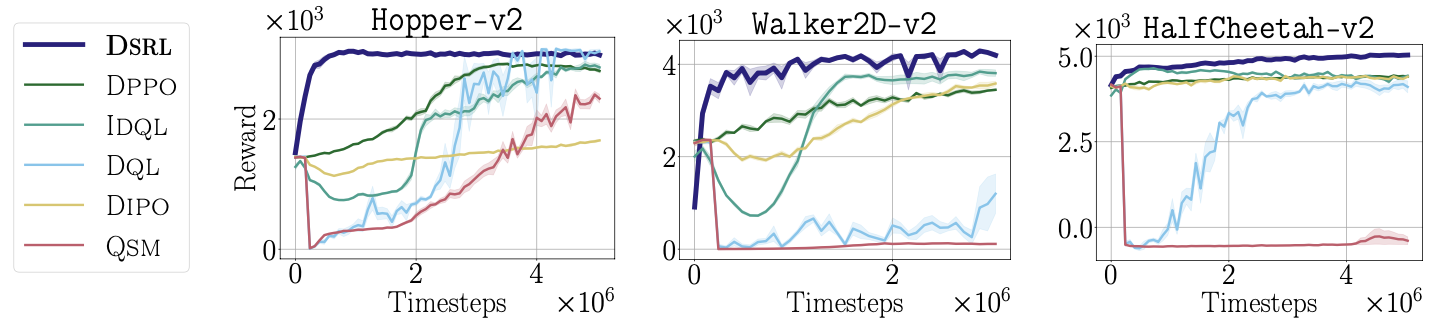 DSRL
DPPO
IDQL
DQL
DIPO
QSM
×10³ Hopper-v2
Reward
2
0
0 2 4
Timesteps ×10⁶
×10³ Walker2D-v2
4
2
0
0 2
Timesteps ×10⁶
×10³ HalfCheetah-v2
5.0
2.5
0.0
0 2 4
Timesteps ×10⁶